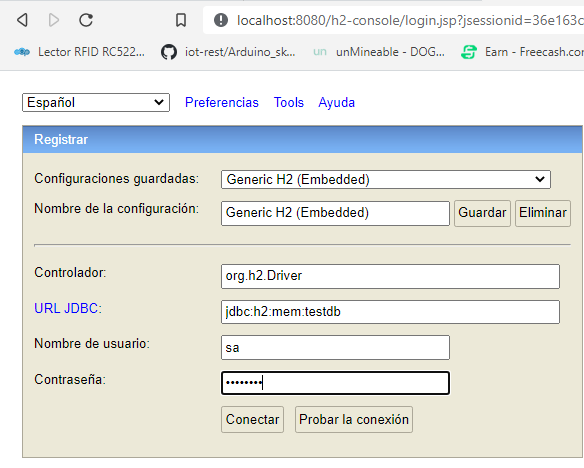 localhost:8080/h2-console/login.jsp?jsessionid=36e163c
Lector RFID RC522... iot-rest/Arduino_sk... un unMineable - DOG... Earn - Freecash.com
Español Preferencias Tools Ayuda
Registrar
Configuraciones guardadas: Generic H2 (Embedded)
Nombre de la configuración: Generic H2 (Embedded) Guardar Eliminar
Controlador: org.h2.Driver
URL JDBC: jdbc:h2:mem:testdb
Nombre de usuario: sa
Contraseña: ••••••••
Conectar Probar la conexión